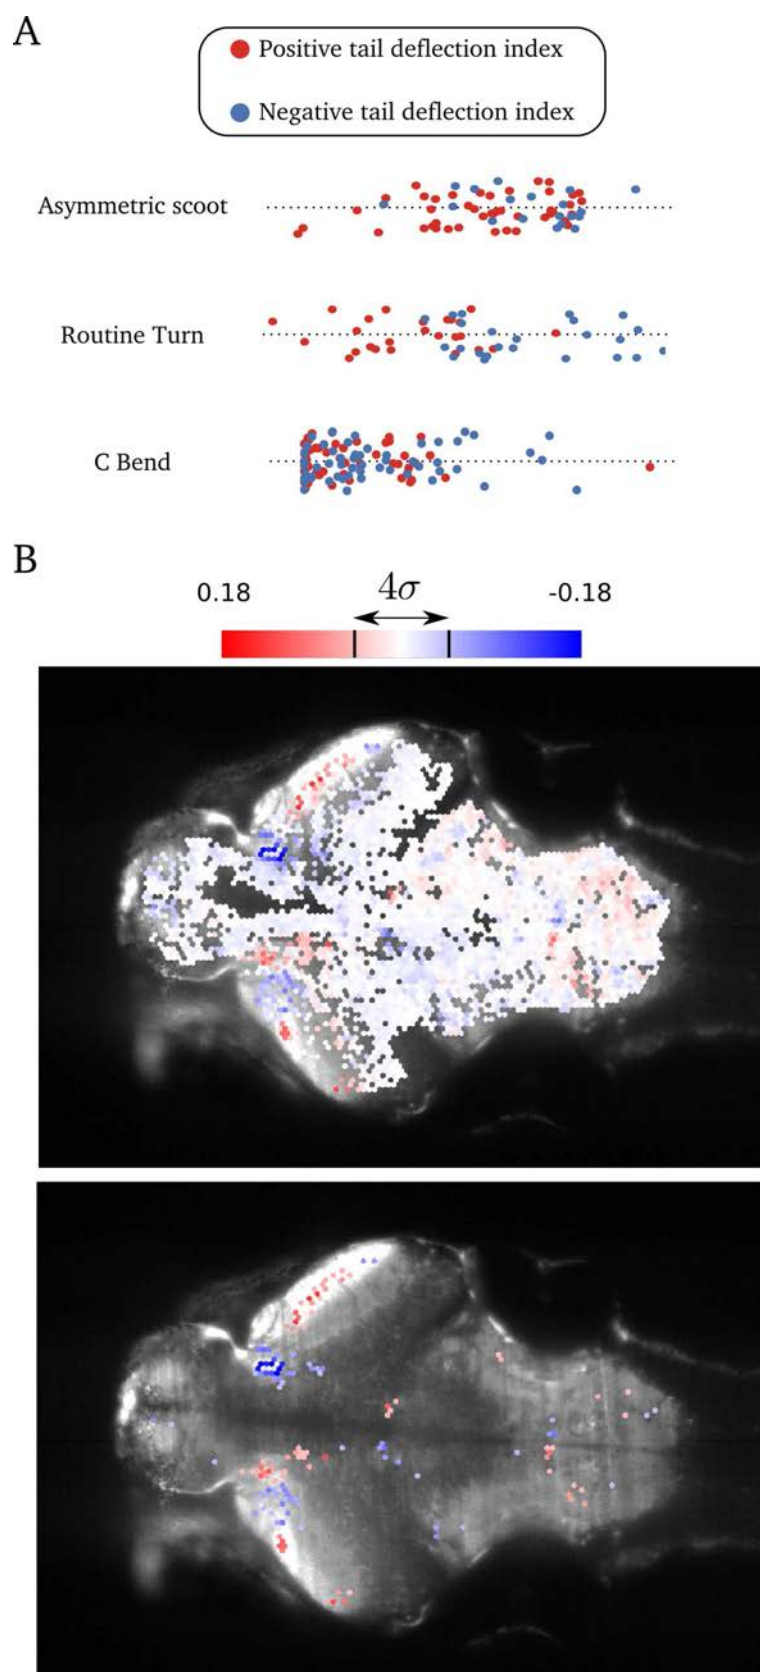 A
Positive tail deflection index
Negative tail deflection index
Asymmetric scoot
Routine Turn
C Bend
B
0.18 4σ -0.18